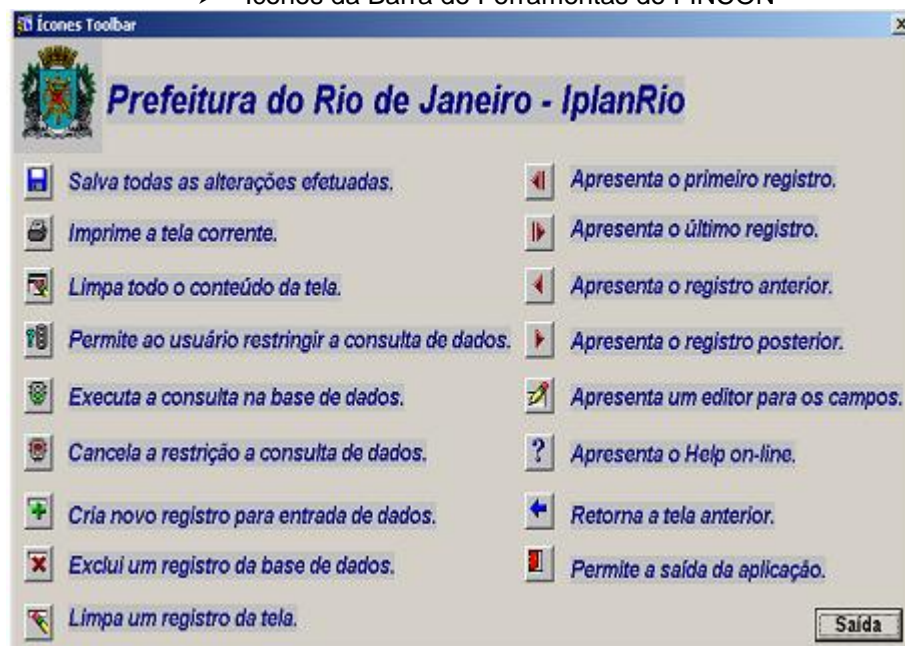 Ícones da Barra de Ferramentas do FINCON
Ícones Toolbar
Prefeitura do Rio de Janeiro - IplanRio
Salva todas as alterações efetuadas.
Imprime a tela corrente.
Limpa todo o conteúdo da tela.
Permite ao usuário restringir a consulta de dados.
Executa a consulta na base de dados.
Cancela a restrição a consulta de dados.
Cria novo registro para entrada de dados.
Exclui um registro da base de dados.
Limpa um registro da tela.
Apresenta o primeiro registro.
Apresenta o último registro.
Apresenta o registro anterior.
Apresenta o registro posterior.
Apresenta um editor para os campos.
Apresenta o Help on-line.
Retorna a tela anterior.
Permite a saída da aplicação.
Saída